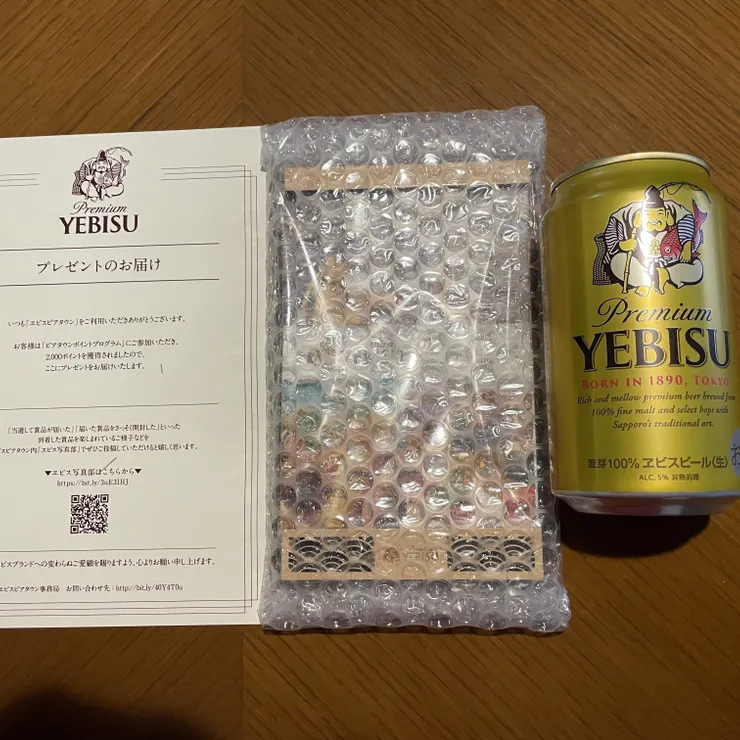 Premium
YEBISU
プレゼントのお届け
いつも「ヱビスビアタウン」をご利用いただきありがとうございます。
お客様は「ビアタウンポイントプログラム」にご参加いただき、
2,000ポイントを獲得されましたので、
ここにプレゼントをお届けいたします。
「当選して賞品が届いた」「届いた賞品をさっそく開封した」といった
到着した賞品を楽しまれているご様子などを
ビスビアタウン内「ヱビス写真部」でぜひご投稿していただけると嬉しく思います。
▼ヱビス写真部はこちらから▼
https://bit.ly/3uE3IHJ
ビスブランドへの変わらぬご愛顧を賜りますよう、心よりお願い申し上げます。
ヱビスビアタウン事務局 お問い合わせ先:http://bit.ly/40Y4T0u
YEBISU
Premium
YEBISU
BORN IN 1890, TOKYO
Rich and mellow premium beer brewed from
100% fine malt and select hops with
Sapporo's traditional art.
麦芽100% ヱビスビール〈生〉
ALC. 5% 非熱処理
お